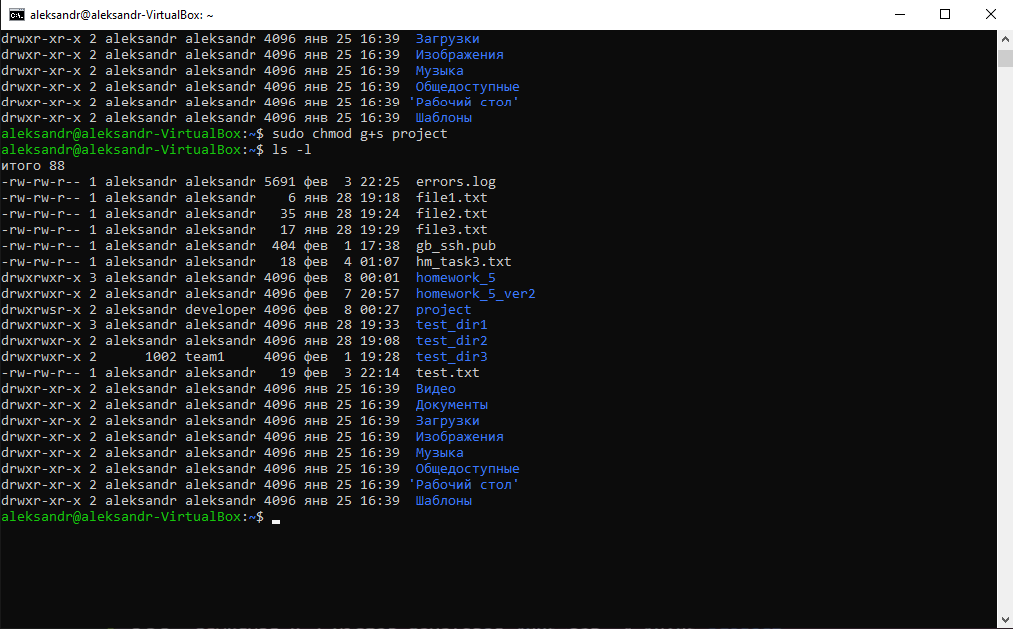 aleksandr@aleksandr-VirtualBox: ~
drwxr-xr-x 2 aleksandr aleksandr 4096 янв 25 16:39  Загрузки
drwxr-xr-x 2 aleksandr aleksandr 4096 янв 25 16:39  Изображения
drwxr-xr-x 2 aleksandr aleksandr 4096 янв 25 16:39  Музыка
drwxr-xr-x 2 aleksandr aleksandr 4096 янв 25 16:39  Общедоступные
drwxr-xr-x 2 aleksandr aleksandr 4096 янв 25 16:39 'Рабочий стол'
drwxr-xr-x 2 aleksandr aleksandr 4096 янв 25 16:39  Шаблоны
aleksandr@aleksandr-VirtualBox:~$ sudo chmod g+s project
aleksandr@aleksandr-VirtualBox:~$ ls -l
итого 88
-rw-rw-r-- 1 aleksandr aleksandr 5691 фев  3 22:25  errors.log
-rw-rw-r-- 1 aleksandr aleksandr    6 янв 28 19:18  file1.txt
-rw-rw-r-- 1 aleksandr aleksandr   35 янв 28 19:24  file2.txt
-rw-rw-r-- 1 aleksandr aleksandr   17 янв 28 19:29  file3.txt
-rw-rw-r-- 1 aleksandr aleksandr  404 фев  1 17:38  gb_ssh.pub
-rw-rw-r-- 1 aleksandr aleksandr   18 фев  4 01:07  hm_task3.txt
drwxrwxr-x 3 aleksandr aleksandr 4096 фев  8 00:01  homework_5
drwxrwxr-x 2 aleksandr aleksandr 4096 фев  7 20:57  homework_5_ver2
drwxrwsr-x 2 aleksandr developer 4096 фев  8 00:27  project
drwxrwxr-x 3 aleksandr aleksandr 4096 янв 28 19:33  test_dir1
drwxrwxr-x 2 aleksandr aleksandr 4096 янв 28 19:08  test_dir2
drwxrwxr-x 2      1002 team1     4096 фев  1 19:28  test_dir3
-rw-rw-r-- 1 aleksandr aleksandr   19 фев  3 22:14  test.txt
drwxr-xr-x 2 aleksandr aleksandr 4096 янв 25 16:39  Видео
drwxr-xr-x 2 aleksandr aleksandr 4096 янв 25 16:39  Документы
drwxr-xr-x 2 aleksandr aleksandr 4096 янв 25 16:39  Загрузки
drwxr-xr-x 2 aleksandr aleksandr 4096 янв 25 16:39  Изображения
drwxr-xr-x 2 aleksandr aleksandr 4096 янв 25 16:39  Музыка
drwxr-xr-x 2 aleksandr aleksandr 4096 янв 25 16:39  Общедоступные
drwxr-xr-x 2 aleksandr aleksandr 4096 янв 25 16:39 'Рабочий стол'
drwxr-xr-x 2 aleksandr aleksandr 4096 янв 25 16:39  Шаблоны
aleksandr@aleksandr-VirtualBox:~$